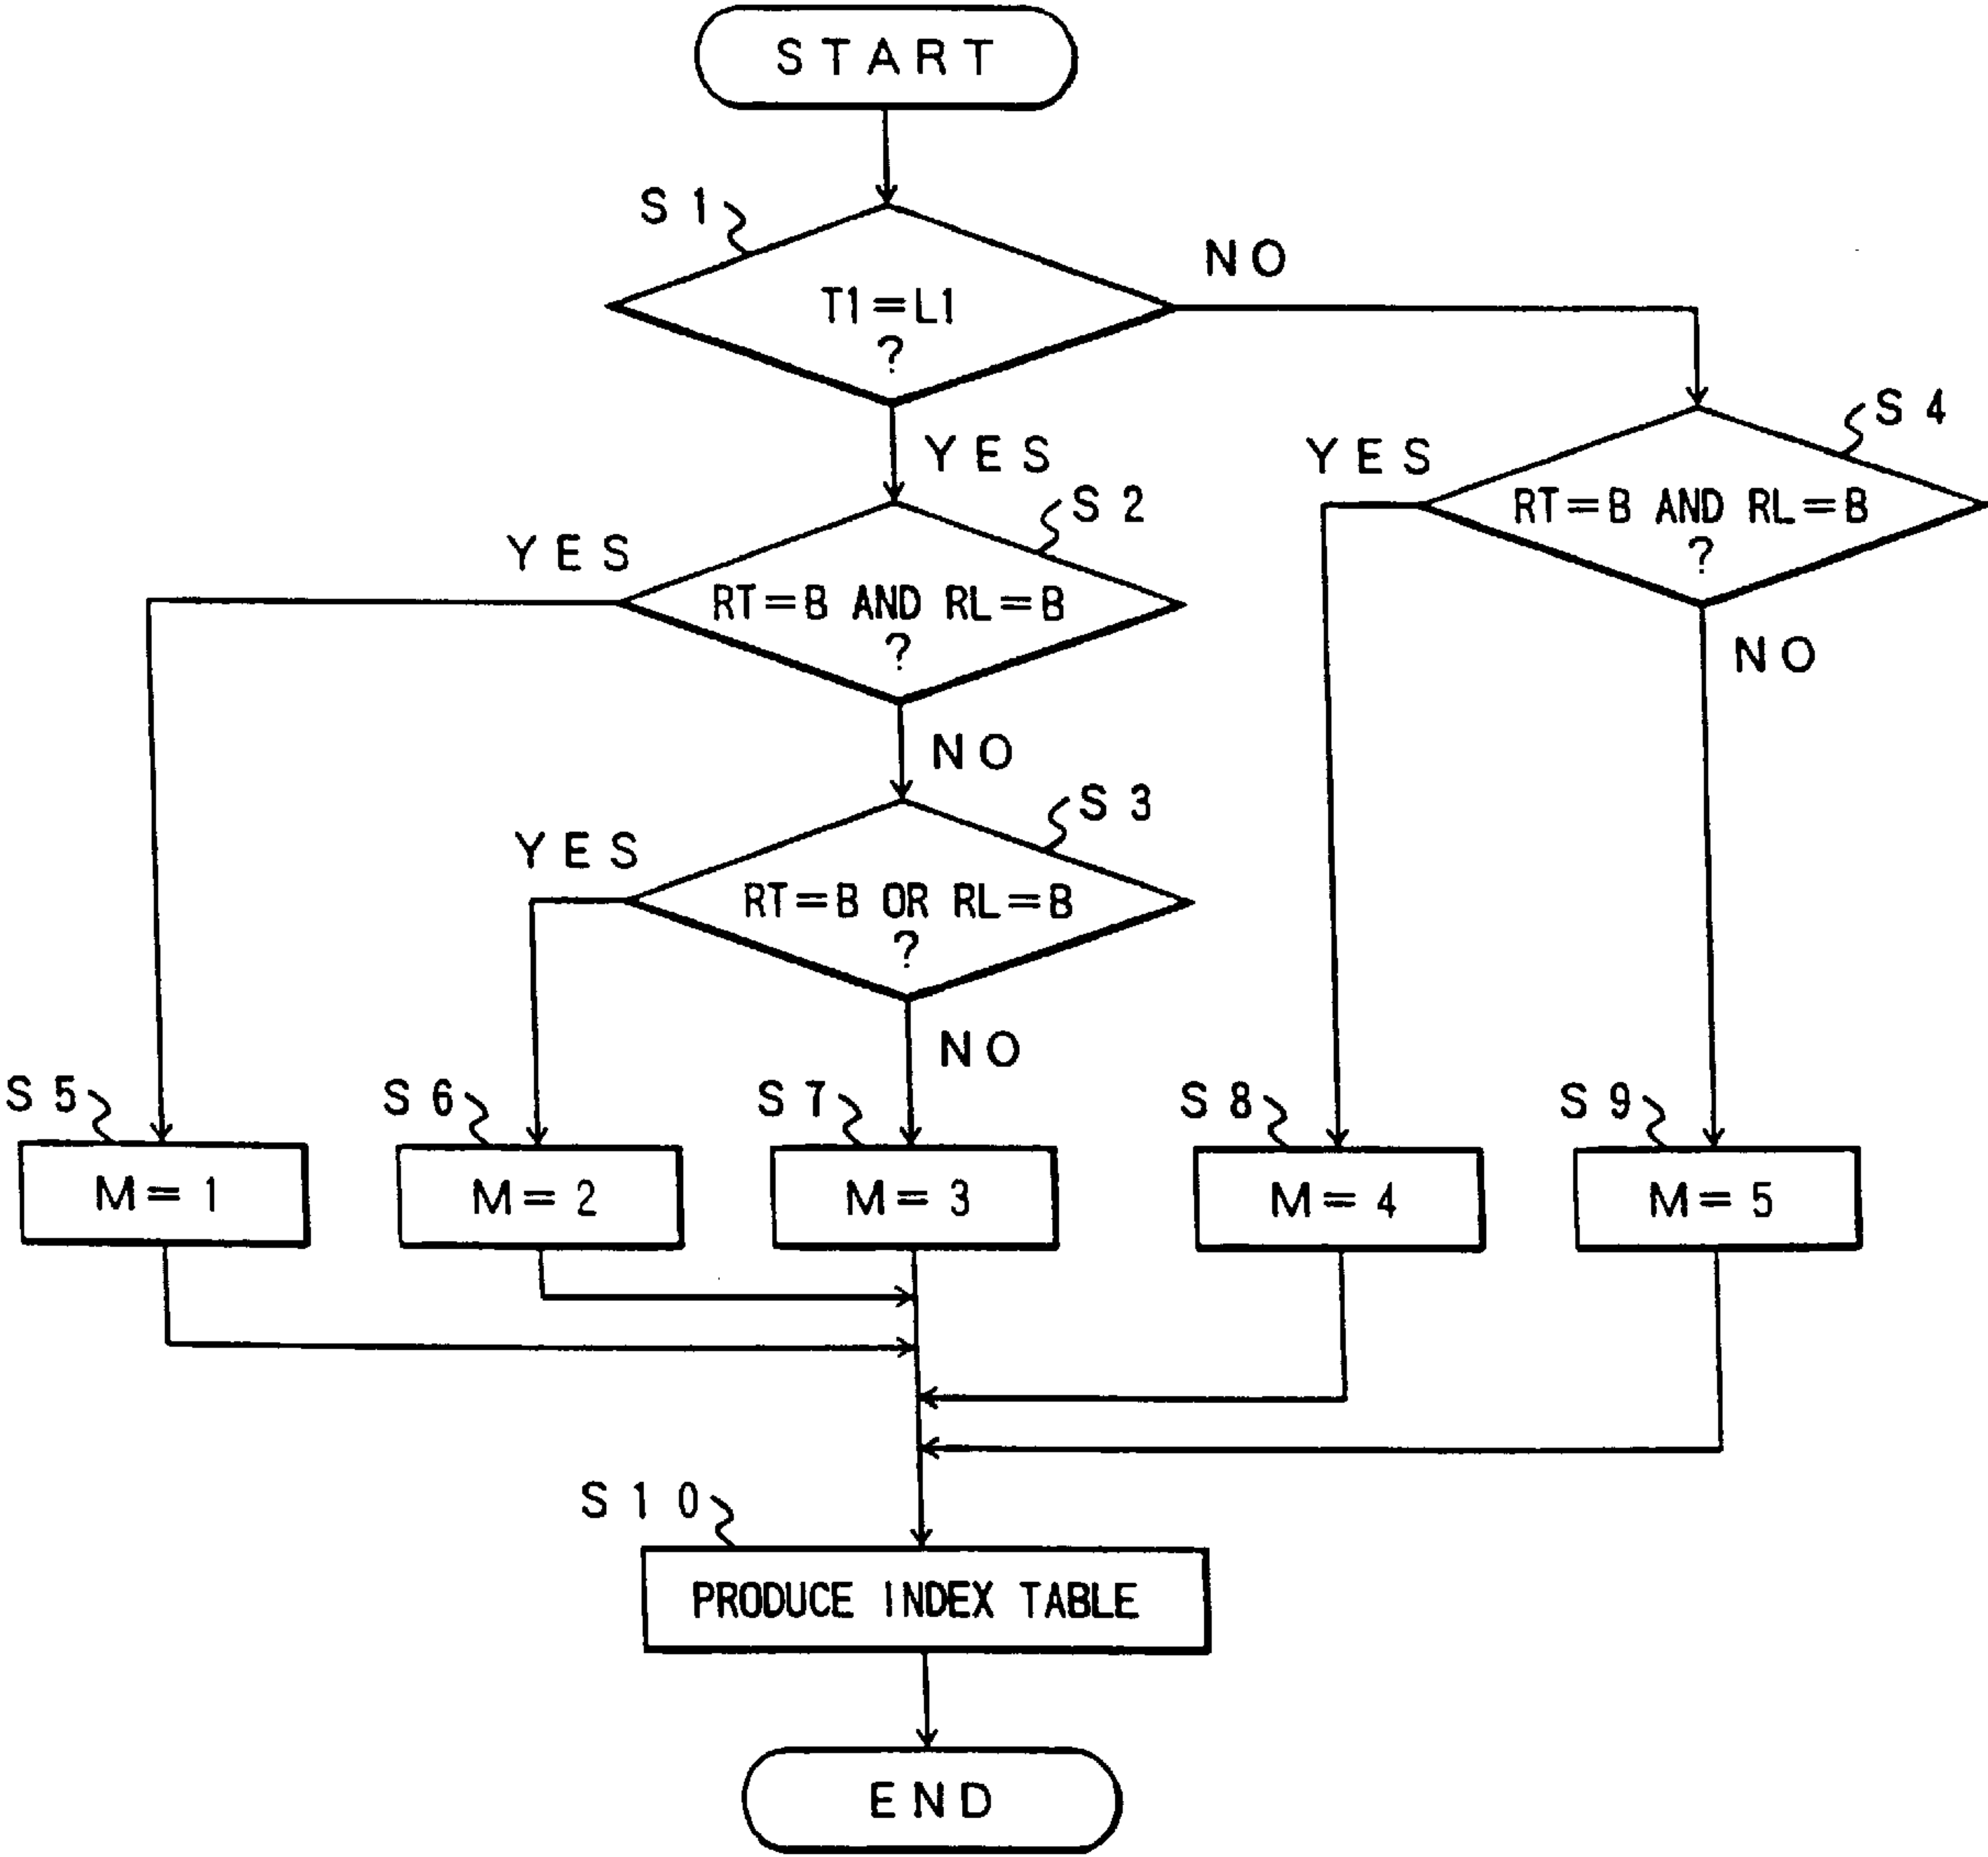 START
S1
NO
T1=L1
?
S4
YES
YES
S2
RT=B AND RL=B
?
YES
RT=B AND RL=B
?
NO
NO
S3
YES
RT=B OR RL=B
?
NO
S5
S6
S7
S8
S9
M=1
M=2
M=3
M=4
M=5
S10
PRODUCE INDEX TABLE
END